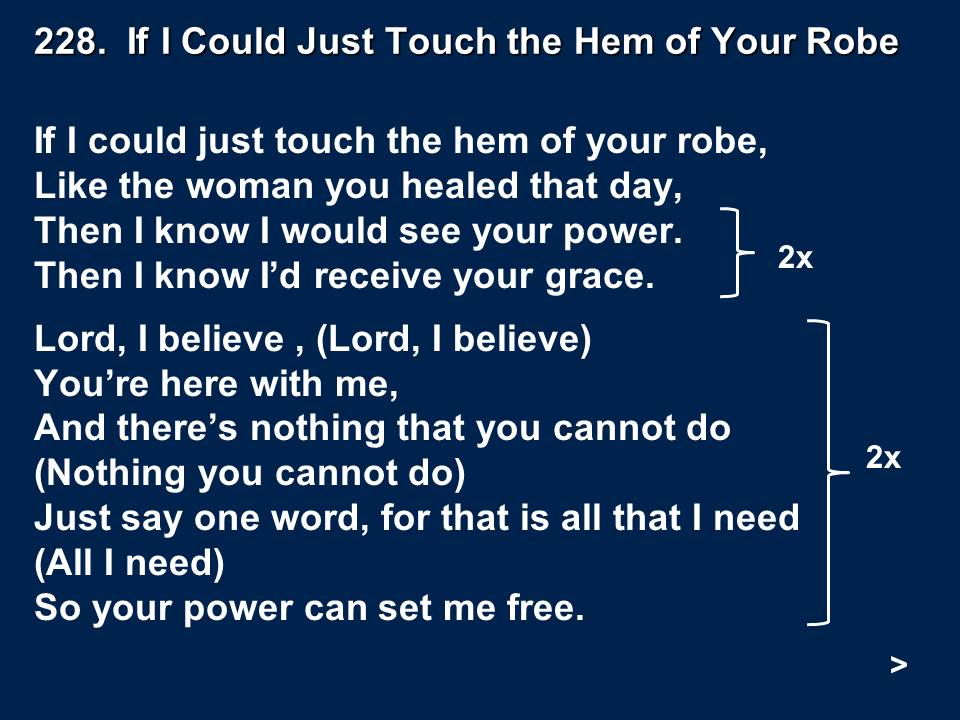 228.  If I Could Just Touch the Hem of Your Robe
If I could just touch the hem of your robe,
Like the woman you healed that day,
Then I know I would see your power.
Then I know I’d receive your grace.
2x
Lord, I believe , (Lord, I believe)
You’re here with me,
And there’s nothing that you cannot do
(Nothing you cannot do)
Just say one word, for that is all that I need
(All I need)
So your power can set me free.
2x
>